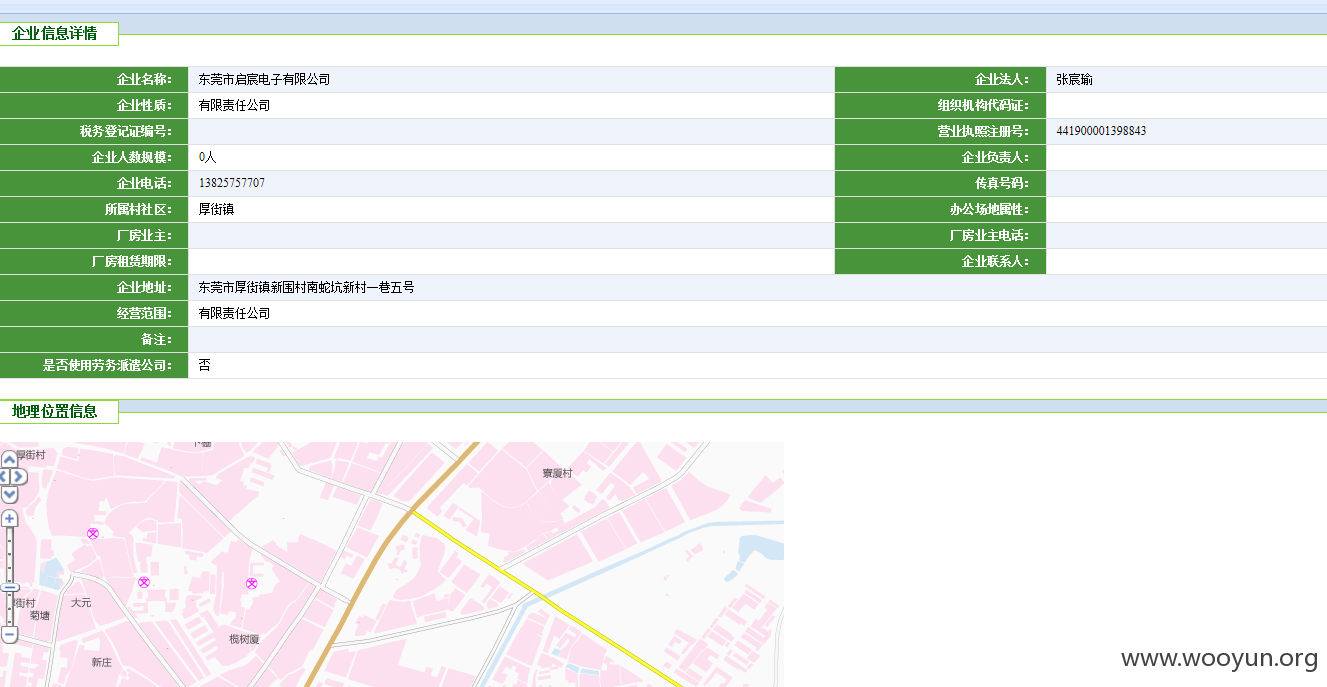 企业信息详情
企业名称： 东莞市启宸电子有限公司 企业法人： 张宸瑜
企业性质： 有限责任公司 组织机构代码证：
税务登记证编号： 营业执照注册号： 441900001398843
企业人数规模： 0人 企业负责人：
企业电话： 13825757707 传真号码：
所属村社区： 厚街镇 办公场地属性：
厂房业主： 厂房业主电话：
厂房租赁期限： 企业联系人：
企业地址： 东莞市厚街镇新围村南蛇坑新村一巷五号
经营范围： 有限责任公司
备注：
是否使用劳务派遣公司： 否
地理位置信息
厚街村
寮厦村
街村
大元
菊塘
榄树厦
新庄
www.wooyun.org